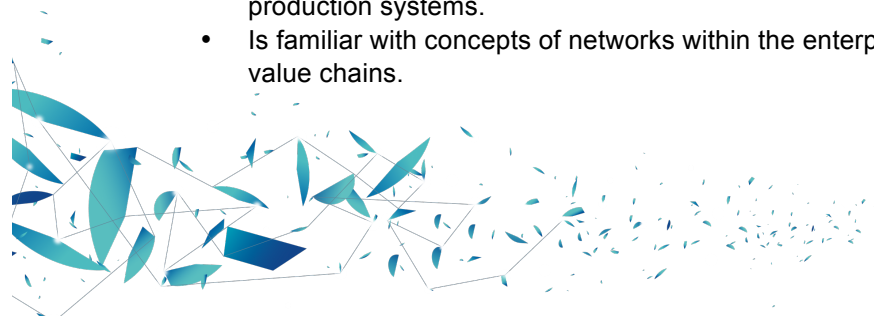 production systems.
• Is familiar with concepts of networks within the enterp
value chains.